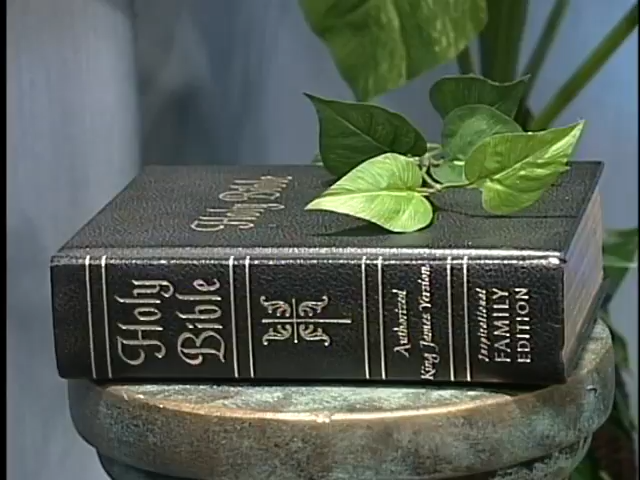 Holy Bible
Holy
Bible
Authorized
King James Version
Inspirational
FAMILY
EDITION